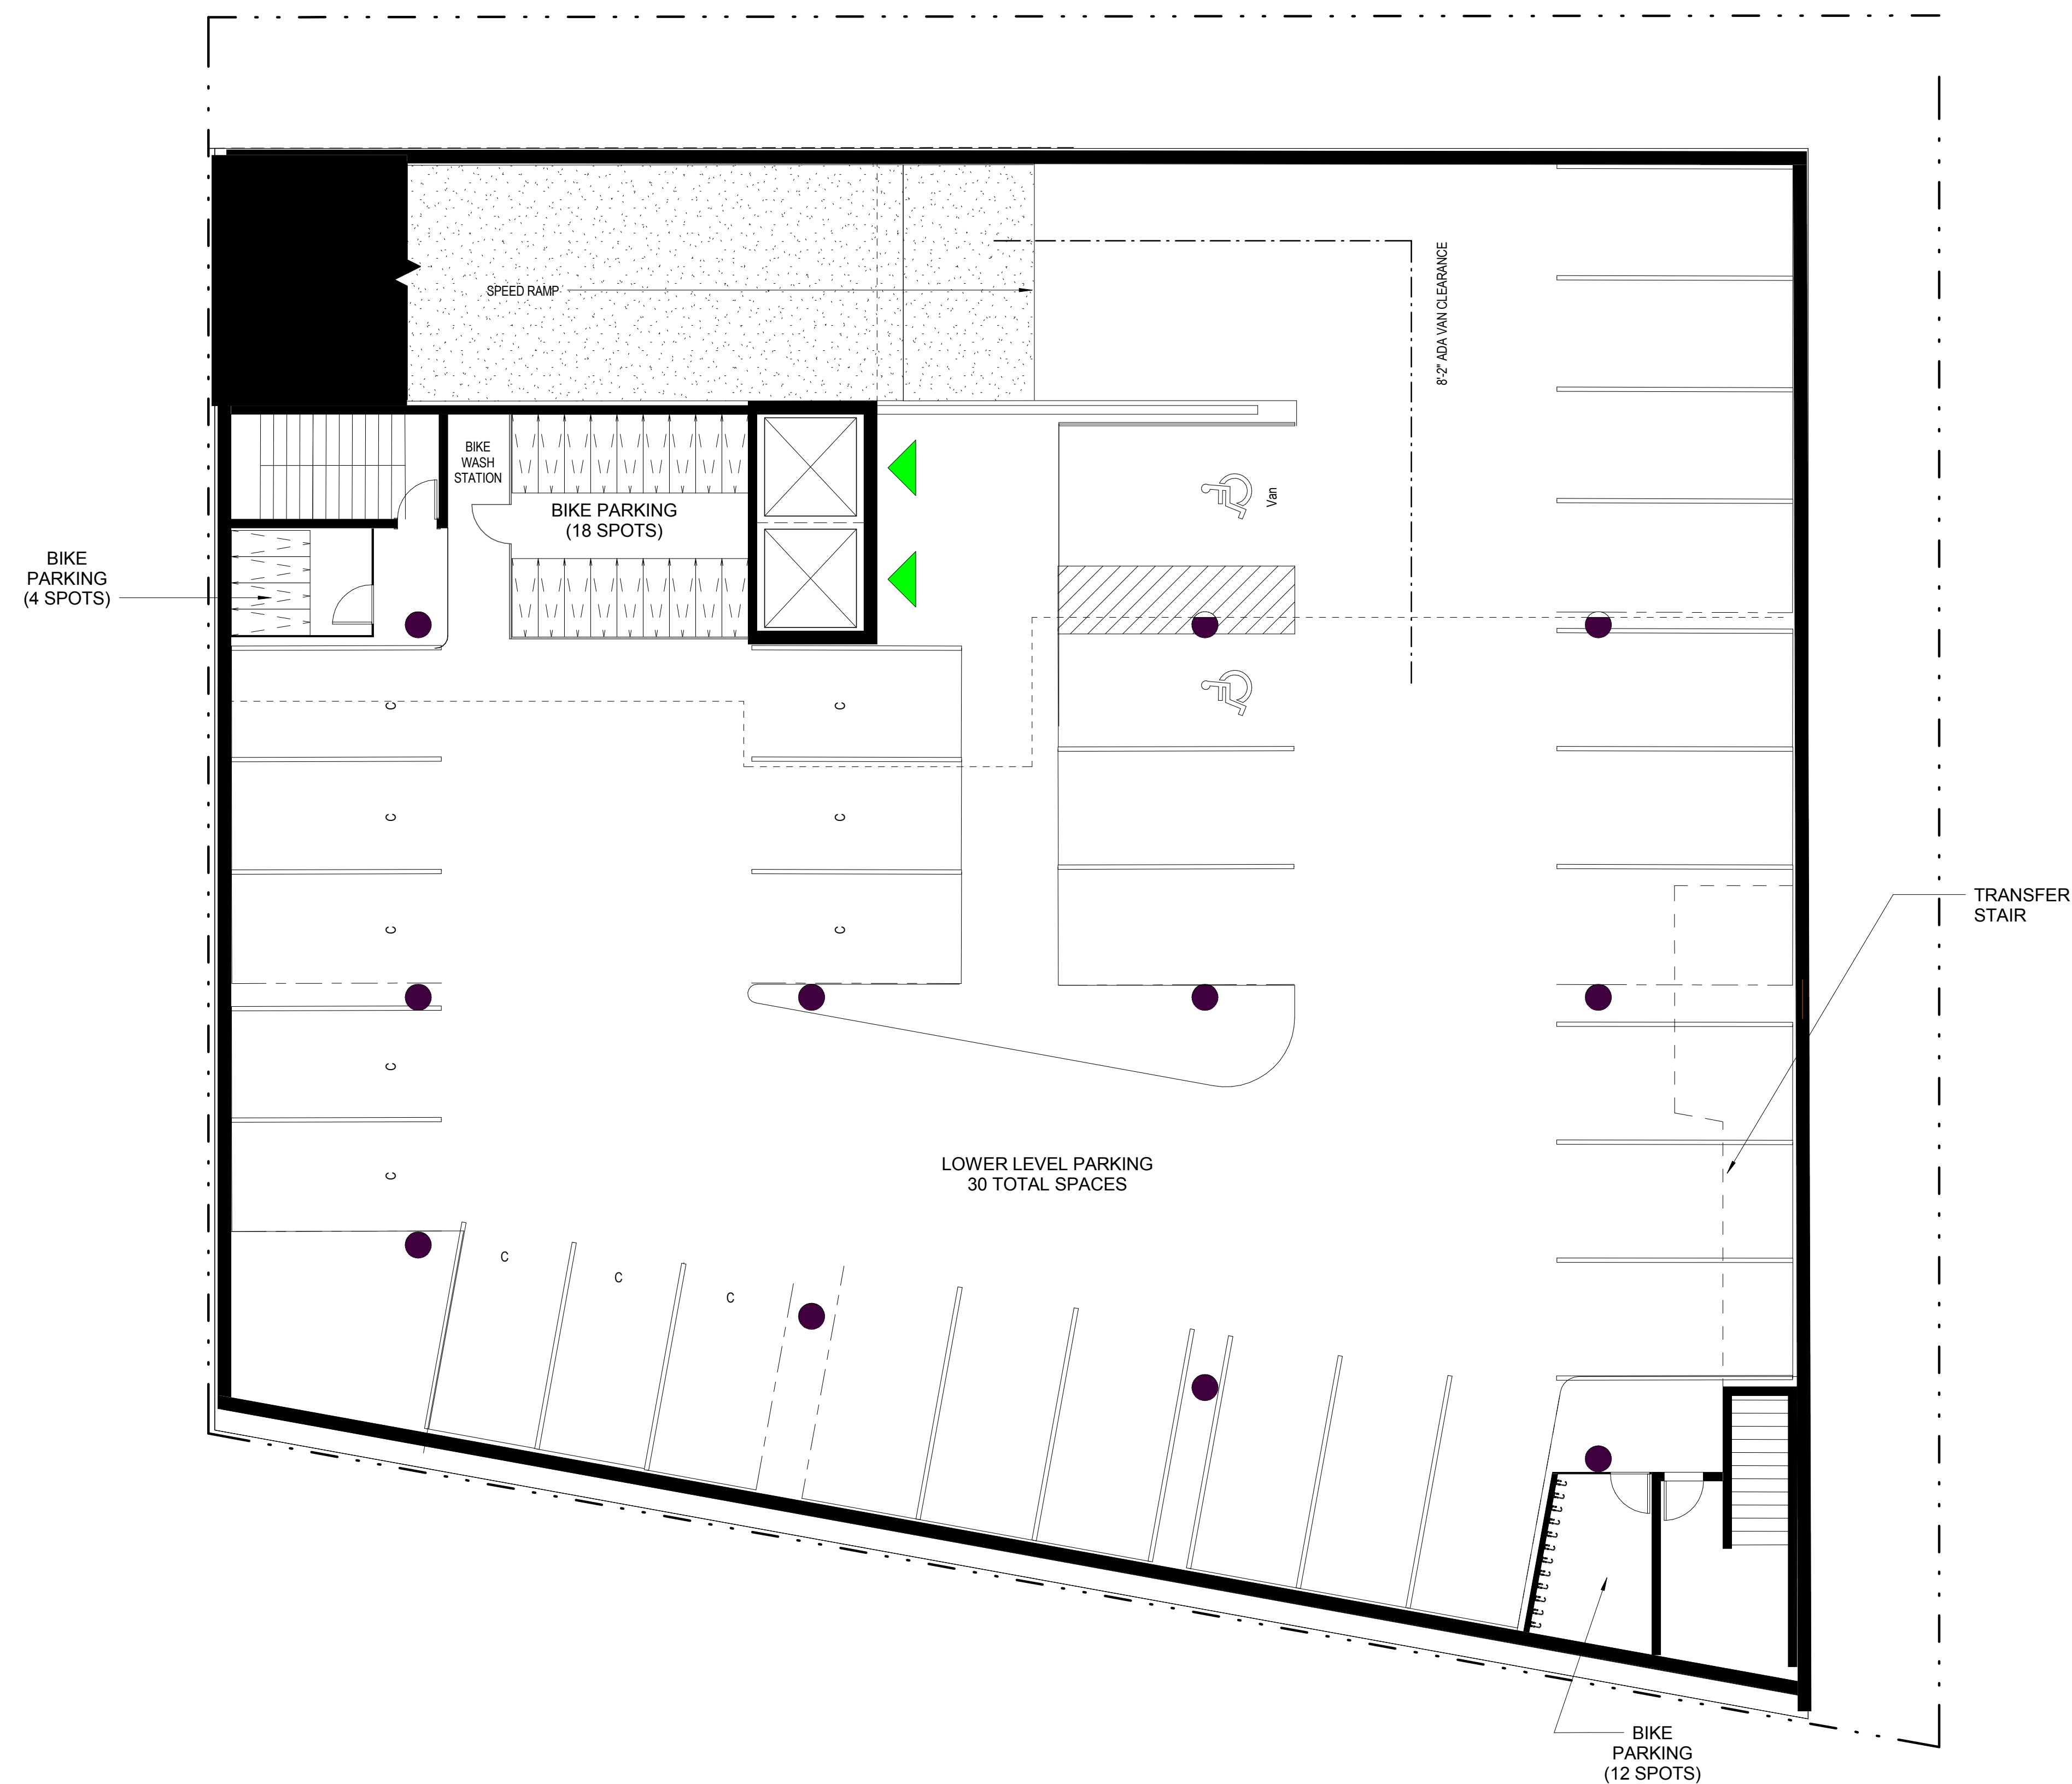 8'-2" ADA VAN CLEARANCE
SPEED RAMP
BIKE
WASH
STATION
BIKE PARKING
(18 SPOTS)
Van
BIKE
PARKING
(4 SPOTS)
C
C
C
C
C
C
C
C
TRANSFER
STAIR
LOWER LEVEL PARKING
30 TOTAL SPACES
C
C
C
BIKE
PARKING
(12 SPOTS)